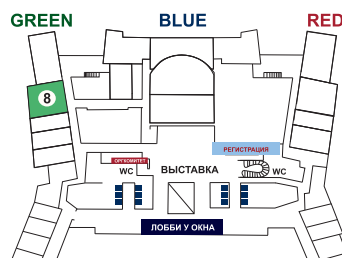 GREEN BLUE RED
8
РЕГИСТРАЦИЯ
ОРГКОМИТЕТ
WC ВЫСТАВКА WC
ЛОББИ У ОКНА